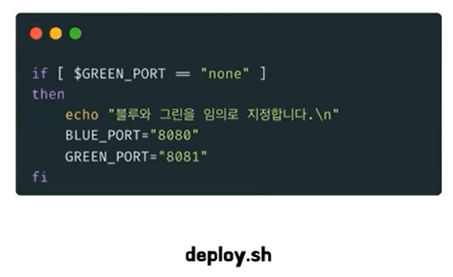 if [ $GREEN_PORT == "none" ]
then
    echo "블루와 그린을 임의로 지정합니다.\n"
    BLUE_PORT="8080"
    GREEN_PORT="8081"
fi
deploy.sh